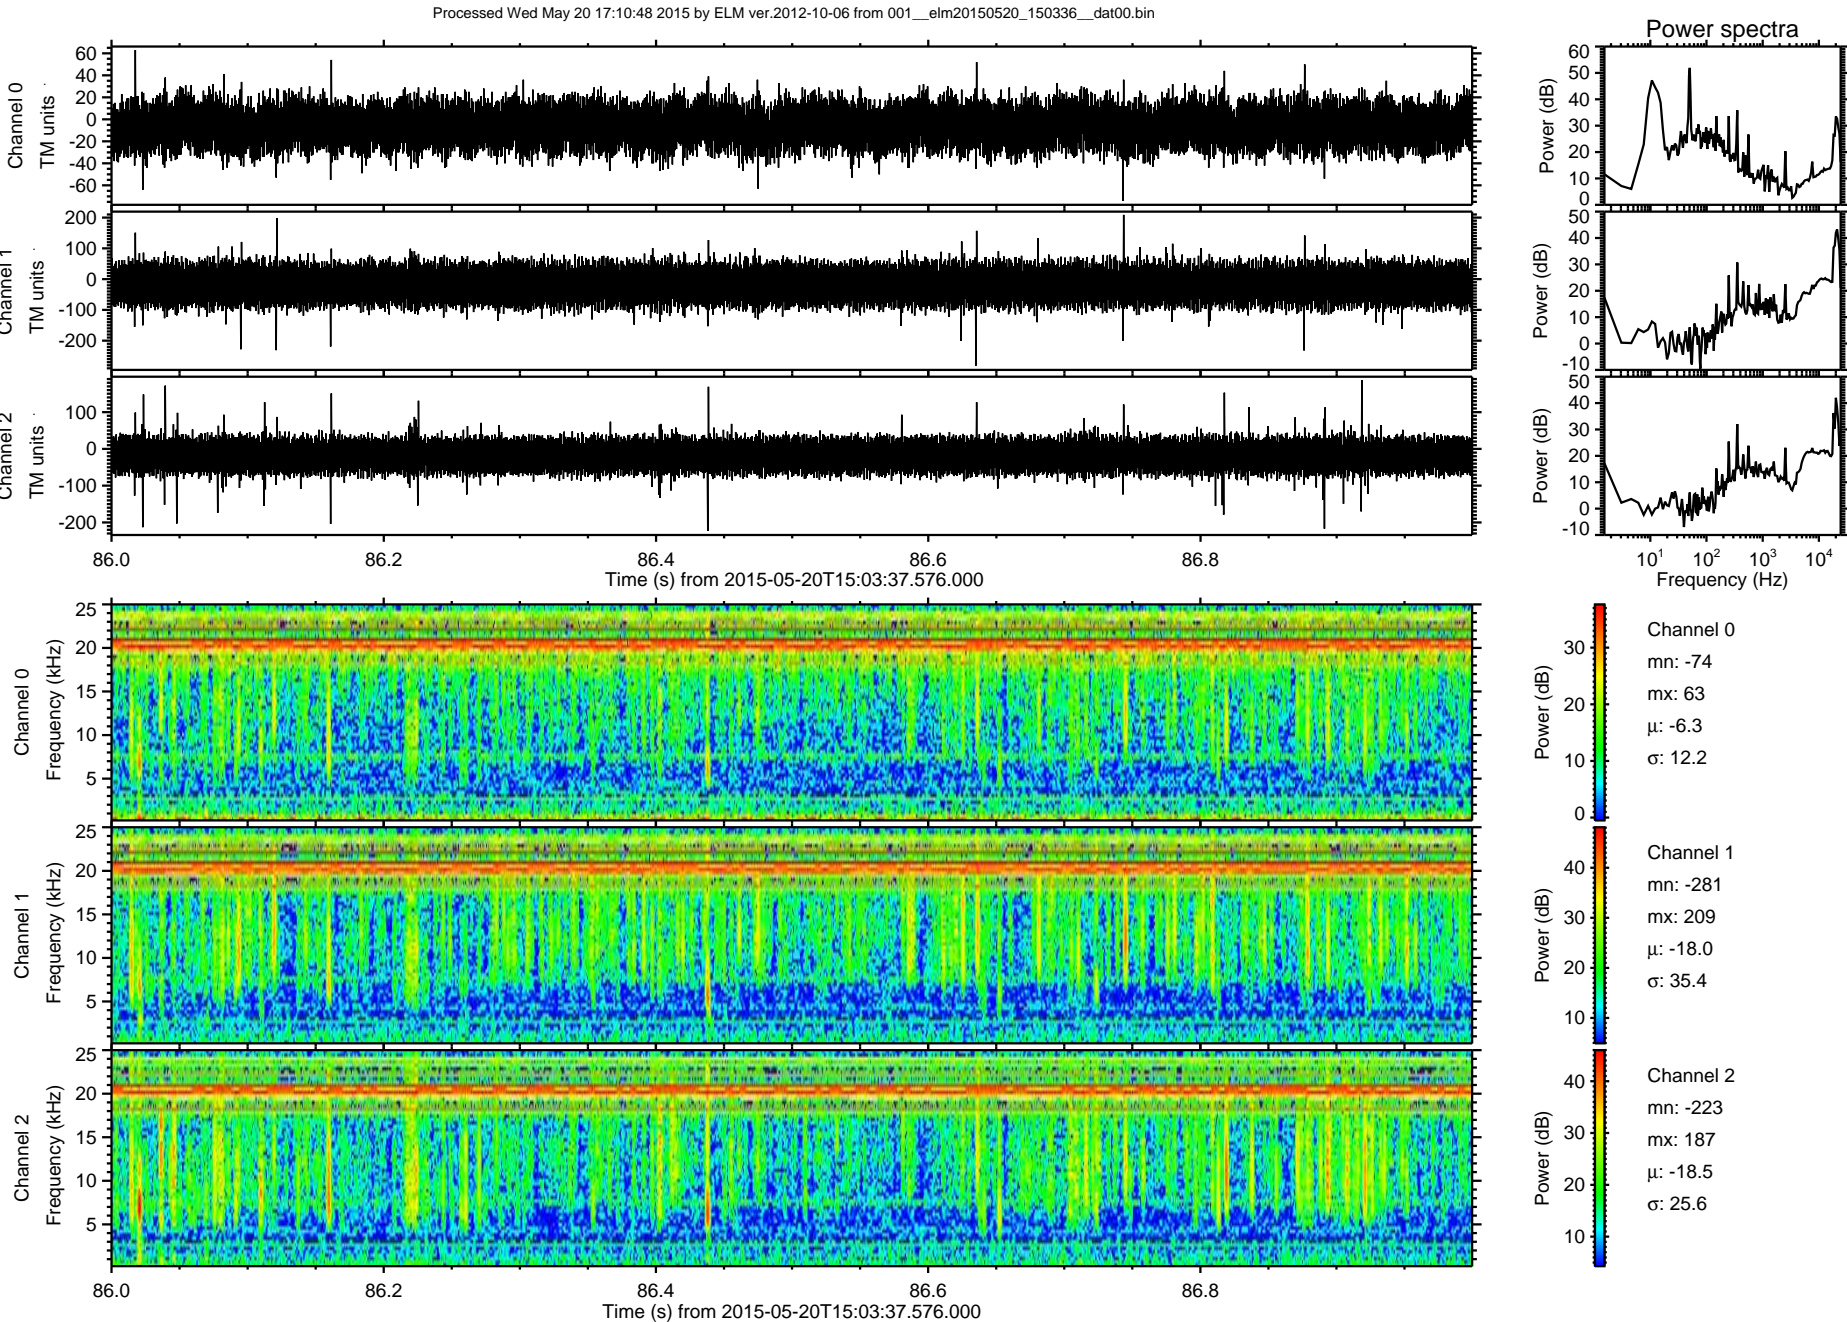 Processed Wed May 20 17:10:48 2015 by ELM ver.2012-10-06 from 001__elm20150520_150336__dat00.bin
Power spectra
Channel 0
TM units
60
40
20
0
-20
-40
-60
Power (dB)
60
50
40
30
20
10
0
Channel 1
TM units
200
100
0
-100
-200
Power (dB)
50
40
30
20
10
0
-10
Channel 2
TM units
100
0
-100
-200
Power (dB)
50
40
30
20
10
0
-10
86.0 86.2 86.4 86.6 86.8
Time (s) from 2015-05-20T15:03:37.576.000
10¹ 10² 10³ 10⁴
Frequency (Hz)
Channel 0
Frequency (kHz)
25
20
15
10
5
Power (dB)
30
20
10
0
Channel 0
mn: -74
mx: 63
μ: -6.3
σ: 12.2
Channel 1
Frequency (kHz)
25
20
15
10
5
Power (dB)
40
30
20
10
Channel 1
mn: -281
mx: 209
μ: -18.0
σ: 35.4
Channel 2
Frequency (kHz)
25
20
15
10
5
Power (dB)
40
30
20
10
Channel 2
mn: -223
mx: 187
μ: -18.5
σ: 25.6
86.0 86.2 86.4 86.6 86.8
Time (s) from 2015-05-20T15:03:37.576.000